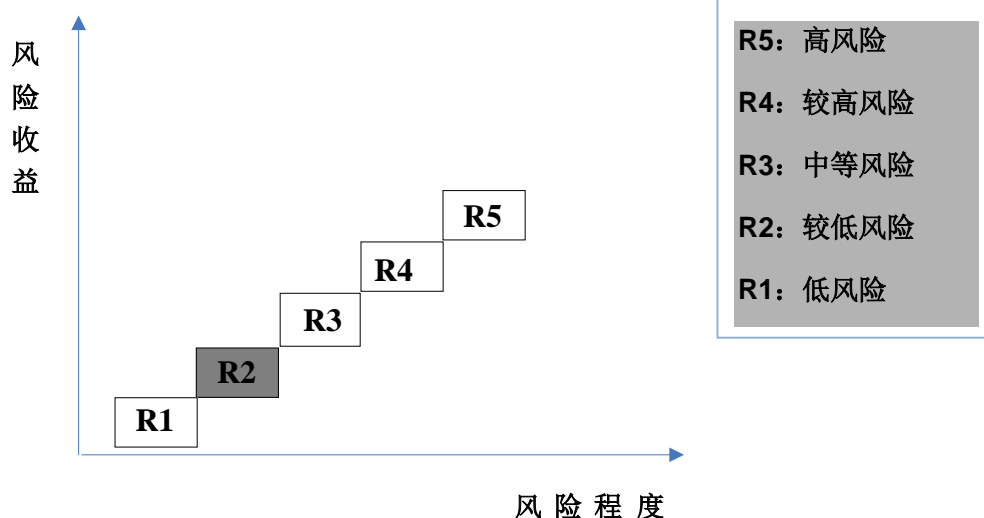 风
险
收
益
R5
R4
R3
R2
R1
风 险 程 度
R5：高风险
R4：较高风险
R3：中等风险
R2：较低风险
R1：低风险